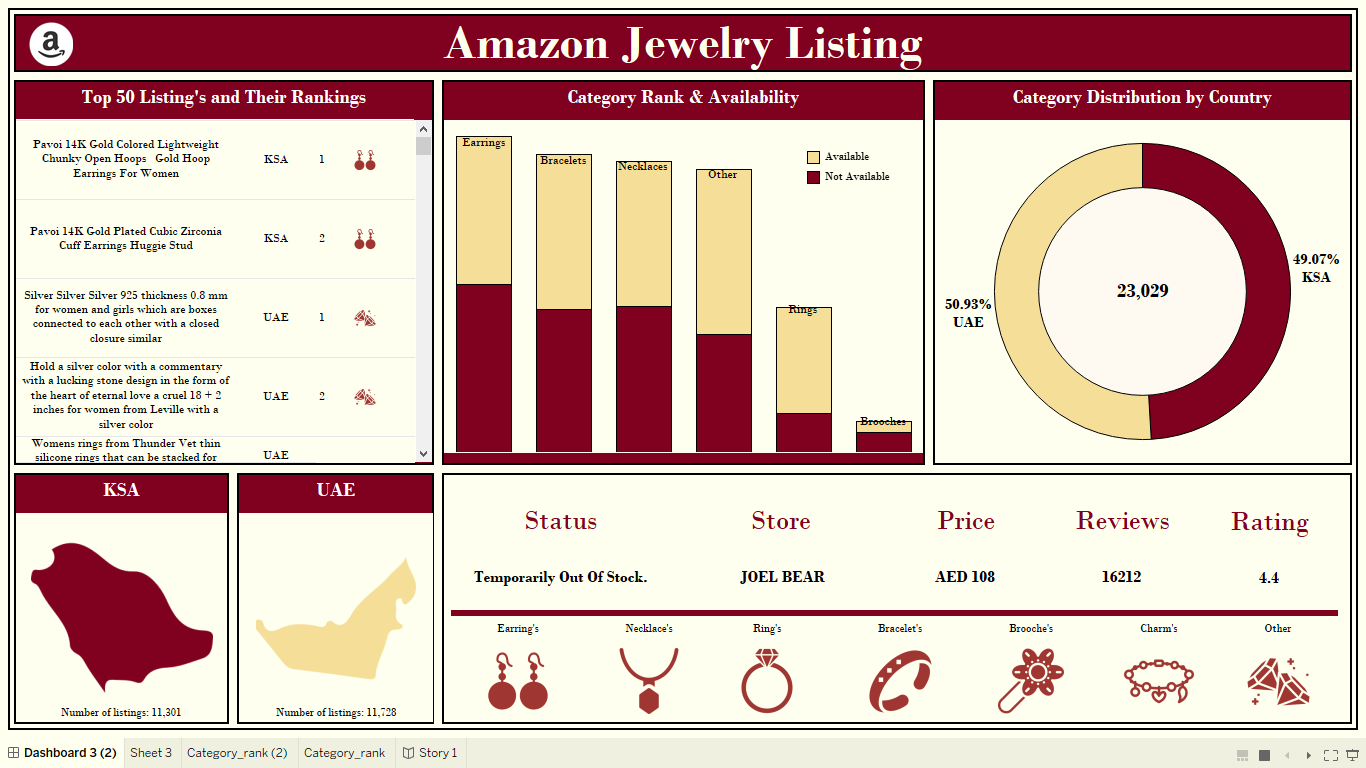 a
Amazon Jewelry Listing
Top 50 Listing's and Their Rankings
Pavoi 14K Gold Colored Lightweight
Chunky Open Hoops Gold Hoop
Earrings For Women
KSA
1
Pavoi 14K Gold Plated Cubic Zirconia
Cuff Earrings Huggie Stud
KSA
2
Silver Silver Silver 925 thickness 0.8 mm
for women and girls which are boxes
connected to each other with a closed
closure similar
UAE
1
Hold a silver color with a commentary
with a lucking stone design in the form of
the heart of eternal love a cruel 18 + 2
inches for women from Leville with a
silver color
UAE
2
Womens rings from Thunder Vet thin
silicone rings that can be stacked for
UAE
Category Rank & Availability
Earrings
Bracelets
Necklaces
Other
Rings
Brooches
Available
Not Available
Category Distribution by Country
49.07%
KSA
23,029
50.93%
UAE
KSA
Number of listings: 11,301
UAE
Number of listings: 11,728
Status
Store
Price
Reviews
Rating
Temporarily Out Of Stock.
JOEL BEAR
AED 108
16212
4.4
Earring's
Necklace's
Ring's
Bracelet's
Brooche's
Charm's
Other
Dashboard 3 (2)
Sheet 3
Category_rank (2)
Category_rank
Story 1